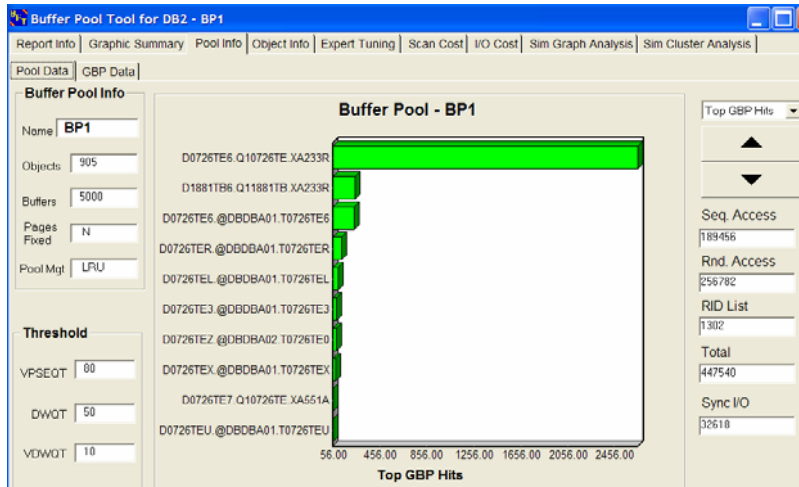 Buffer Pool Tool for DB2 - BP1
Report Info Graphic Summary Pool Info Object Info Expert Tuning Scan Cost I/O Cost Sim Graph Analysis Sim Cluster Analysis
Pool Data GBP Data
Buffer Pool Info
Name BP1
Objects 905
Buffers 5000
Pages Fixed N
Pool Mgt LRU
Threshold
VPSEQT 80
DWQT 50
VDWQT 10
Buffer Pool - BP1
D0726TE6.Q10726TE.XA233R
D1881TB6.Q11881TB.XA233R
D0726TE6.@DBDBA01.T0726TE6
D0726TER.@DBDBA01.T0726TER
D0726TEL.@DBDBA01.T0726TEL
D0726TE3.@DBDBA01.T0726TE3
D0726TEZ.@DBDBA02.T0726TE0
D0726TEX.@DBDBA01.T0726TEX
D0726TE7.Q10726TE.XA551A
D0726TEU.@DBDBA01.T0726TEU
56.00 456.00 856.00 1256.00 1656.00 2056.00 2456.00
Top GBP Hits
Top GBP Hits
Seq. Access
189456
Rnd. Access
256782
RID List
1302
Total
447540
Sync I/O
32618